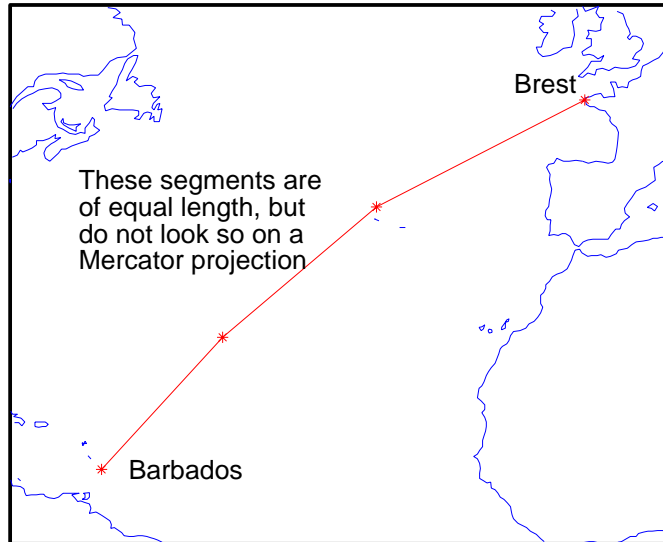 Brest
These segments are
of equal length, but
do not look so on a
Mercator projection
Barbados